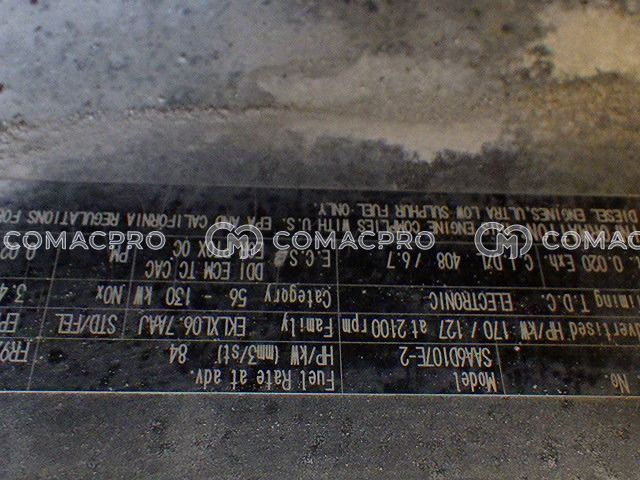 No.
Model
SAA6D107E-2
Fuel Rate at adv.
HP/kW (mm3/st) 84
HP/kW 170 / 127 at 2100 rpm Family EKLXL06.7AAJ STD/FEL
T.D.C. ELECTRONIC Category 56 - 130 kW NOx 3.4
0.020 Exh. C.I.D/L 408 / 6.7 E.C.S. DDI ECM TC CAC PM
ENGINE COMPLIES WITH U.S. EPA AND CALIFORNIA REGULATIONS FOR
DIESEL ENGINES.ULTRA LOW SULPHUR FUEL ONLY.
COMACPRO
COMACPRO
COMACPRO